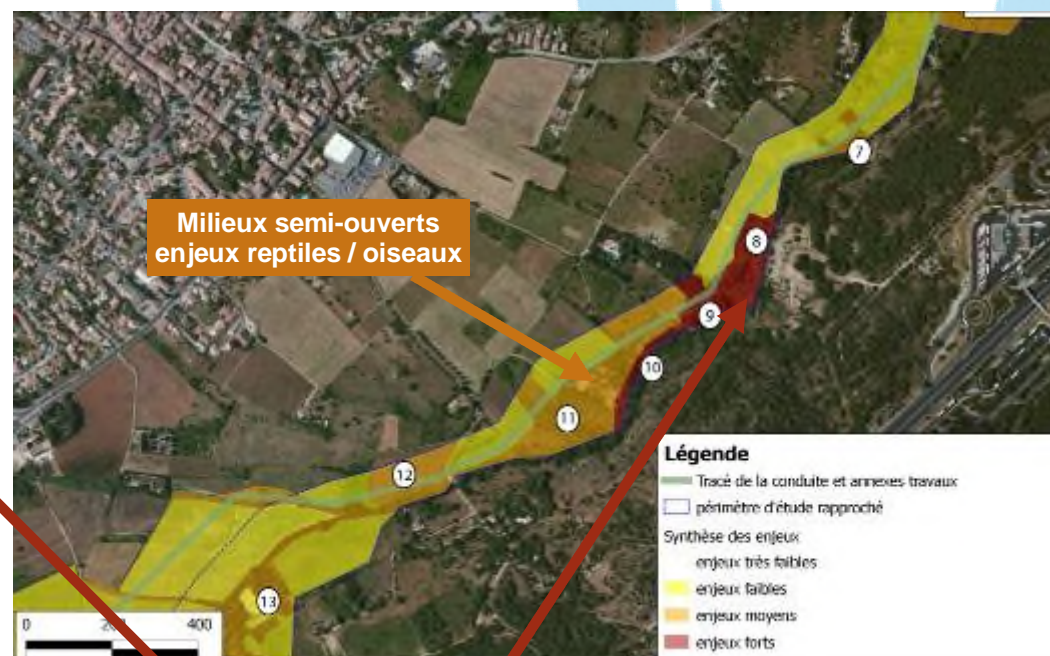 7
8
Milieux semi-ouverts
enjeux reptiles / oiseaux
9
10
11
12
13
Légende
Tracé de la conduite et annexes travaux
périmètre d'étude rapproché
Synthèse des enjeux
enjeux très faibles
enjeux faibles
enjeux moyens
enjeux forts
0 400